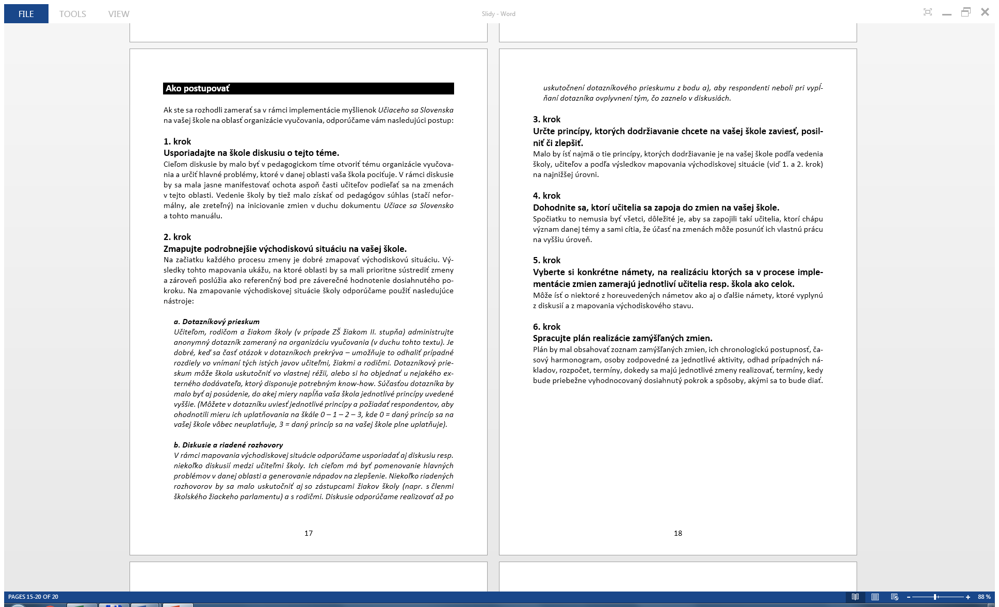 FILE TOOLS VIEW Slidy - Word
Ako postupovať
Ak ste sa rozhodli zamerať sa v rámci implementácie myšlienok Učiaceho sa Slovenska
na vašej škole na oblasť organizácie vyučovania, odporúčame vám nasledujúci postup:
1. krok
Usporiadajte na škole diskusiu o tejto téme.
Cieľom diskusie by malo byť v pedagogickom tíme otvoriť tému organizácie vyučova-
nia a určiť hlavné problémy, ktoré v danej oblasti vaša škola pociťuje. V rámci diskusie
by sa mala jasne manifestovať ochota aspoň časti učiteľov podieľať sa na zmenách
v tejto oblasti. Vedenie školy by tiež malo získať od pedagógov súhlas (stačí nefor-
málny, ale zreteľný) na iniciovanie zmien v duchu dokumentu Učiace sa Slovensko
a tohto manuálu.
2. krok
Zmapujte podrobnejšie východiskovú situáciu na vašej škole.
Na začiatku každého procesu zmeny je dobré zmapovať východiskovú situáciu. Vý-
sledky tohto mapovania ukážu, na ktoré oblasti by sa mali prioritne sústrediť zmeny
a zároveň poslúžia ako referenčný bod pre záverečné hodnotenie dosiahnutého po-
kroku. Na zmapovanie východiskovej situácie školy odporúčame použiť nasledujúce
nástroje:
a. Dotazníkový prieskum
Učiteľom, rodičom a žiakom školy (v prípade ZŠ žiakom II. stupňa) administrujte
anonymný dotazník zameraný na organizáciu vyučovania (v duchu tohto textu). Je
dobré, keď sa časť otázok v dotazníkoch prekrýva – umožňuje to odhaliť prípadné
rozdiely vo vnímaní tých istých javov učiteľmi, žiakmi a rodičmi. Dotazníkový prie-
skum môže škola uskutočniť vo vlastnej réžii, alebo si ho objednať u nejakého ex-
terného dodávateľa, ktorý disponuje potrebným know-how. Súčasťou dotazníka by
malo byť aj posúdenie, do akej miery napĺňa vaša škola jednotlivé princípy uvedené
vyššie. (Môžete v dotazníku uviesť jednotlivé princípy a požiadať respondentov, aby
ohodnotili mieru ich uplatňovania na škále 0 – 1 – 2 – 3, kde 0 = daný princíp sa na
vašej škole vôbec neuplatňuje, 3 = daný princíp sa na vašej škole plne uplatňuje).
b. Diskusie a riadené rozhovory
V rámci mapovania východiskovej situácie odporúčame usporiadať aj diskusiu resp.
niekoľko diskusií medzi učiteľmi školy. Ich cieľom má byť pomenovanie hlavných
problémov v danej oblasti a generovanie nápadov na zlepšenie. Niekoľko riadených
rozhovorov by sa malo uskutočniť aj so zástupcami žiakov školy (napr. s členmi
školského žiackeho parlamentu) a s rodičmi. Diskusie odporúčame realizovať až po
17
uskutočnení dotazníkového prieskumu z bodu a), aby respondenti neboli pri vypĺ-
ňaní dotazníka ovplyvnení tým, čo zaznelo v diskusiách.
3. krok
Určte princípy, ktorých dodržiavanie chcete na vašej škole zaviesť, posil-
niť či zlepšiť.
Malo by ísť najmä o tie princípy, ktorých dodržiavanie je na vašej škole podľa vedenia
školy, učiteľov a podľa výsledkov mapovania východiskovej situácie (viď 1. a 2. krok)
na najnižšej úrovni.
4. krok
Dohodnite sa, ktorí učitelia sa zapoja do zmien na vašej škole.
Spočiatku to nemusia byť všetci, dôležité je, aby sa zapojili takí učitelia, ktorí chápu
význam danej témy a sami cítia, že účasť na zmenách môže posunúť ich vlastnú prácu
na vyššiu úroveň.
5. krok
Vyberte si konkrétne námety, na realizáciu ktorých sa v procese imple-
mentácie zmien zamerajú jednotliví učitelia resp. škola ako celok.
Môže ísť o niektoré z horeuvedených námetov ako aj o ďalšie námety, ktoré vyplynú
z diskusií a z mapovania východiskového stavu.
6. krok
Spracujte plán realizácie zamýšľaných zmien.
Plán by mal obsahovať zoznam zamýšľaných zmien, ich chronologickú postupnosť, ča-
sový harmonogram, osoby zodpovedné za jednotlivé aktivity, odhad prípadných ná-
kladov, rozpočet, termíny, dokedy sa majú jednotlivé zmeny realizovať, termíny, kedy
bude priebežne vyhodnocovaný dosiahnutý pokrok a spôsoby, akými sa to bude diať.
18
PAGES 15-20 OF 20 88 %